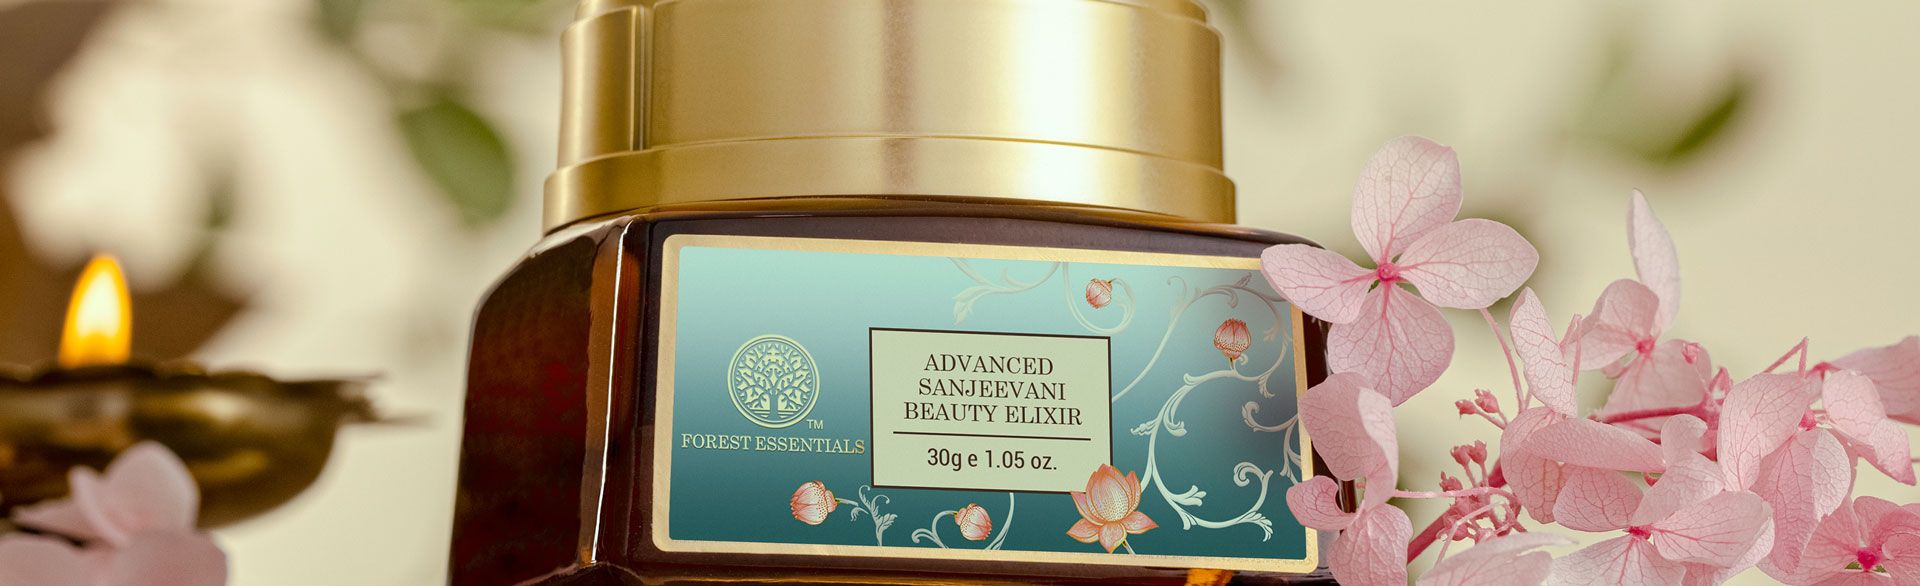 ADVANCED
SANJEEVANI
BEAUTY ELIXIR
TM
FOREST ESSENTIALS
30g e 1.05 oz.